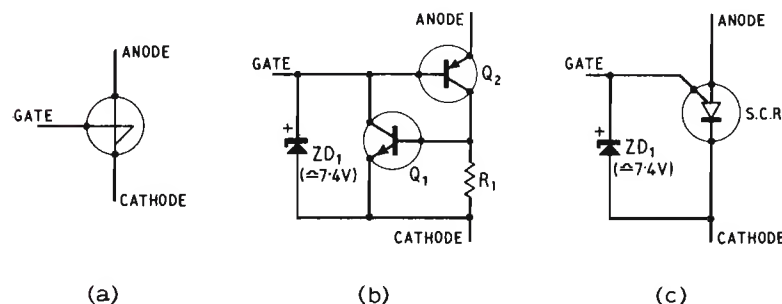 ANODE
GATE
CATHODE
(a)
ANODE
GATE
Q2
+
ZD1
(≏7·4V)
Q1
R1
CATHODE
(b)
ANODE
GATE
S.C.R.
+
ZD1
(≏7·4V)
CATHODE
(c)